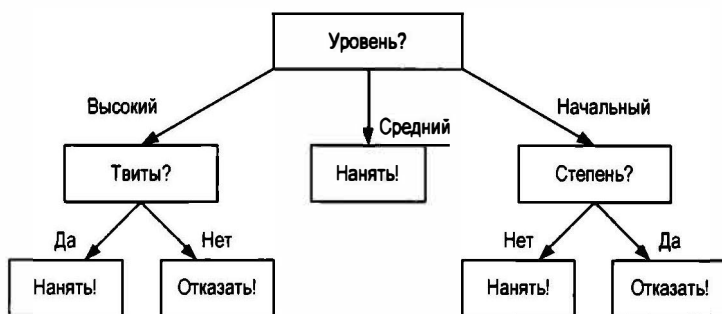 Уровень?
Высокий
Средний
Начальный
Твиты?
Нанять!
Степень?
Да
Нет
Нет
Да
Нанять!
Отказать!
Нанять!
Отказать!